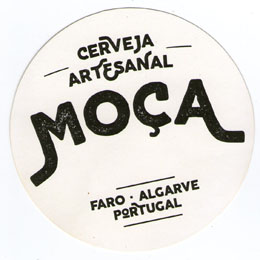 CERVEJA
ARTESANAL
MOÇA
FARO · ALGARVE
PORTUGAL